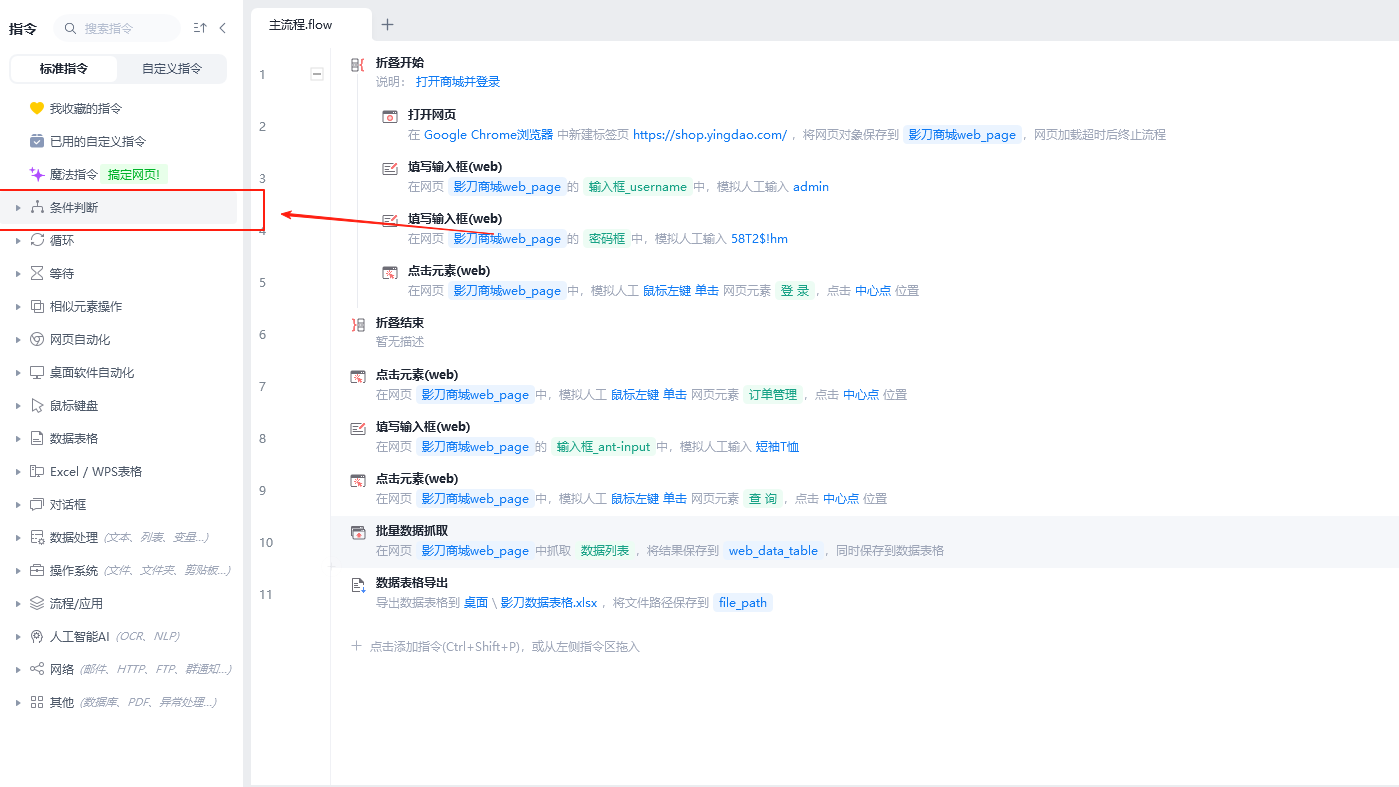 指令
搜索指令
标准指令
自定义指令
我收藏的指令
已用的自定义指令
魔法指令 搞定网页!
条件判断
循环
等待
相似元素操作
网页自动化
桌面软件自动化
鼠标键盘
数据表格
Excel / WPS表格
对话框
数据处理 (文本、列表、变量...)
操作系统 (文件、文件夹、剪贴板...)
流程/应用
人工智能AI (OCR、NLP)
网络 (邮件、HTTP、FTP、群通知...)
其他 (数据库、PDF、异常处理...)
主流程.flow
1
折叠开始
说明: 打开商城并登录
2
打开网页
在 Google Chrome浏览器 中新建标签页 https://shop.yingdao.com/ ，将网页对象保存到 影刀商城web_page ，网页加载超时后终止流程
3
填写输入框(web)
在网页 影刀商城web_page 的 输入框_username 中，模拟人工输入 admin
4
填写输入框(web)
在网页 影刀商城web_page 的 密码框 中，模拟人工输入 58T2$!hm
5
点击元素(web)
在网页 影刀商城web_page 中，模拟人工 鼠标左键 单击 网页元素 登 录 ，点击 中心点 位置
6
折叠结束
暂无描述
7
点击元素(web)
在网页 影刀商城web_page 中，模拟人工 鼠标左键 单击 网页元素 订单管理 ，点击 中心点 位置
8
填写输入框(web)
在网页 影刀商城web_page 的 输入框_ant-input 中，模拟人工输入 短袖T恤
9
点击元素(web)
在网页 影刀商城web_page 中，模拟人工 鼠标左键 单击 网页元素 查 询 ，点击 中心点 位置
10
批量数据抓取
在网页 影刀商城web_page 中抓取 数据列表 ，将结果保存到 web_data_table ，同时保存到数据表格
11
数据表格导出
导出数据表格到 桌面 \ 影刀数据表格.xlsx ，将文件路径保存到 file_path
点击添加指令(Ctrl+Shift+P)，或从左侧指令区拖入